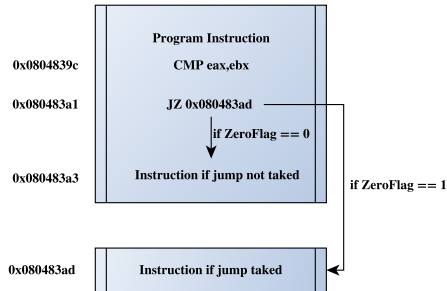 Program Instruction
0x0804839c CMP eax,ebx
0x080483a1 JZ 0x080483ad
if ZeroFlag == 0
0x080483a3 Instruction if jump not taked
if ZeroFlag == 1
0x080483ad Instruction if jump taked